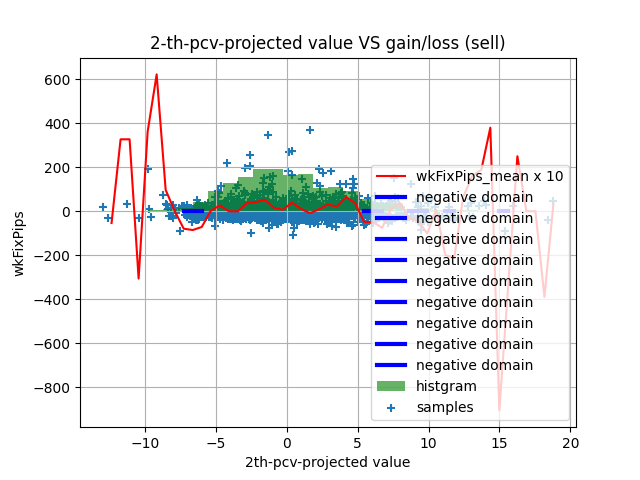 2-th-pcv-projected value VS gain/loss (sell)
wkFixPips
600
400
200
0
−200
−400
−600
−800
wkFixPips_mean x 10
negative domain
negative domain
negative domain
negative domain
negative domain
negative domain
negative domain
negative domain
negative domain
histgram
samples
−10
−5
0
5
10
15
20
2th-pcv-projected value